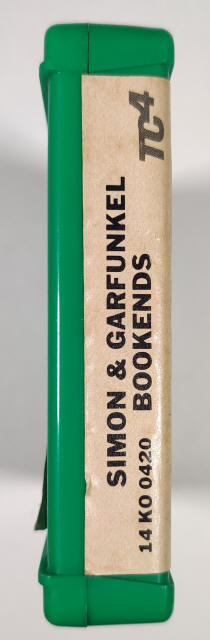 TC4
SIMON & GARFUNKEL
BOOKENDS
14 KO 0420